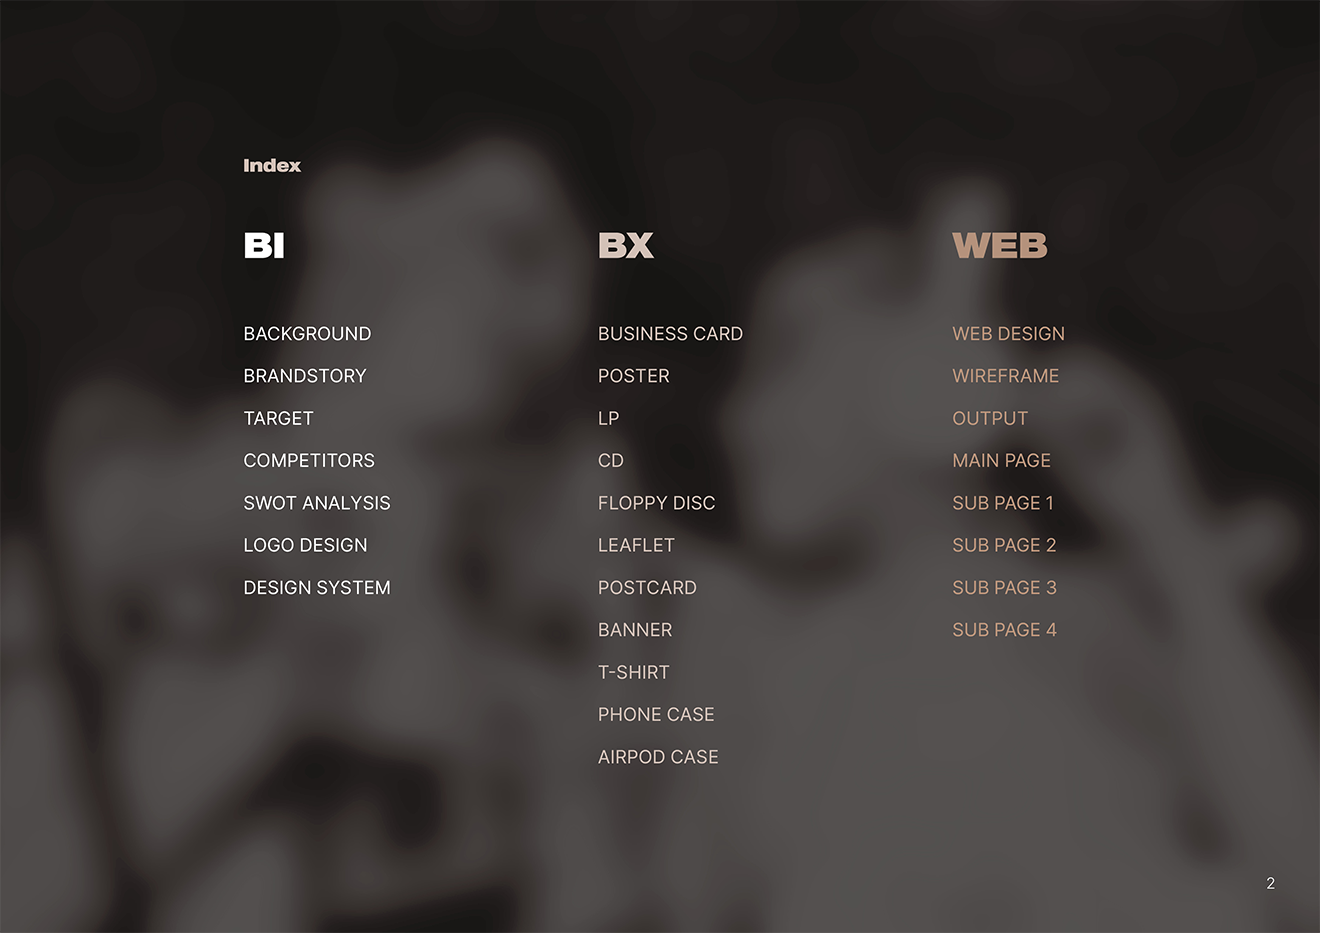 Index
BI
BACKGROUND
BRANDSTORY
TARGET
COMPETITORS
SWOT ANALYSIS
LOGO DESIGN
DESIGN SYSTEM
BX
BUSINESS CARD
POSTER
LP
CD
FLOPPY DISC
LEAFLET
POSTCARD
BANNER
T-SHIRT
PHONE CASE
AIRPOD CASE
WEB
WEB DESIGN
WIREFRAME
OUTPUT
MAIN PAGE
SUB PAGE 1
SUB PAGE 2
SUB PAGE 3
SUB PAGE 4
2